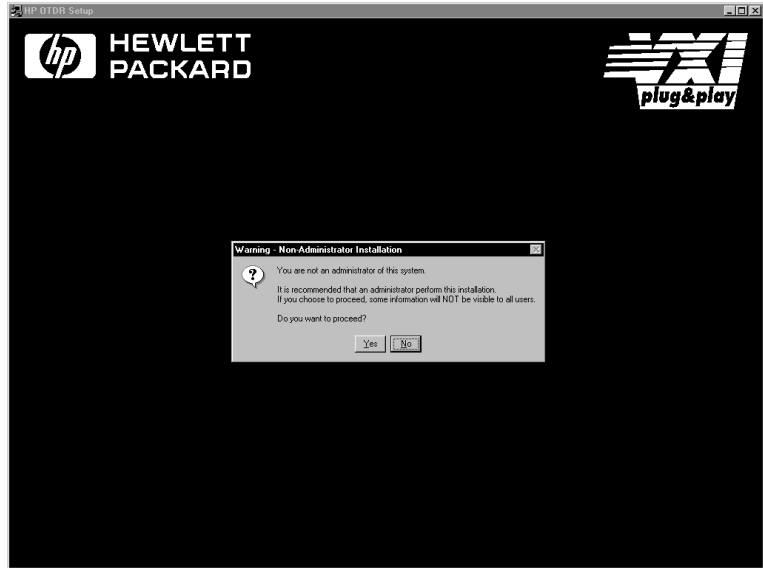 HP OTDR Setup
hp
HEWLETT
PACKARD
VXI
plug&play
Warning - Non-Administrator Installation
?
You are not an administrator of this system.
It is recommended that an administrator perform this installation.
If you choose to proceed, some information will NOT be visible to all users.
Do you want to proceed?
Yes No